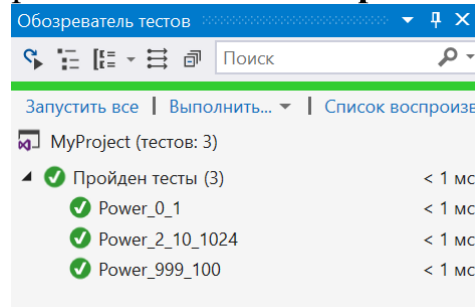 Обозреватель тестов
Поиск
Запустить все | Выполнить... | Список воспроизв
MyProject (тестов: 3)
Пройден тесты (3) < 1 мс
Power_0_1 < 1 мс
Power_2_10_1024 < 1 мс
Power_999_100 < 1 мс